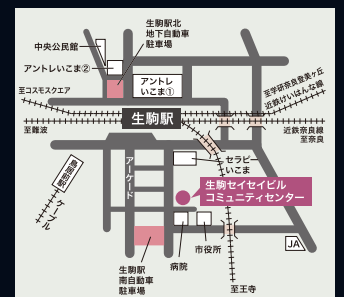 生駒駅北
地下自動車
駐車場
中央公民館
アントレいこま②
アントレ
いこま①
至コスモスクエア
至学研奈良登美ヶ丘
近鉄けいはんな線
生駒駅
至難波
近鉄奈良線
至奈良
鳥居前駅
ケーブル
アーケード
セラビー
いこま
生駒セイセイビル
コミュニティセンター
市役所
病院
JA
生駒駅
南自動車
駐車場
至王寺